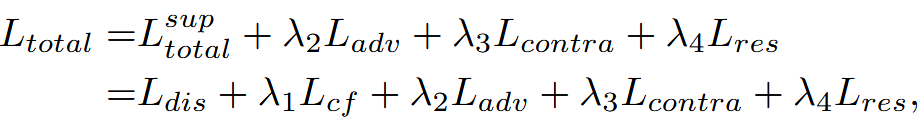 L_{total} = L_{total}^{sup} + λ_2 L_{adv} + λ_3 L_{contra} + λ_4 L_{res}
= L_{dis} + λ_1 L_{cf} + λ_2 L_{adv} + λ_3 L_{contra} + λ_4 L_{res},